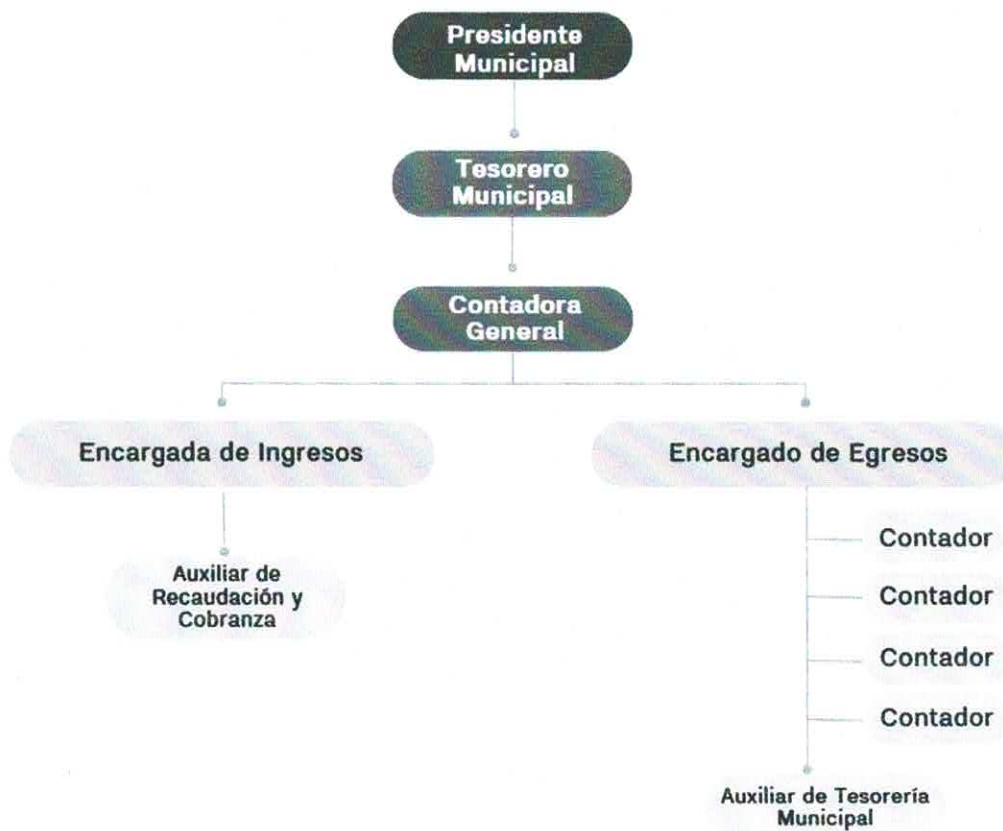 Presidente
Municipal
Tesorero
Municipal
Contadora
General
Encargada de Ingresos
Encargado de Egresos
Auxiliar de
Recaudación y
Cobranza
Contador
Contador
Contador
Contador
Auxiliar de Tesorería
Municipal